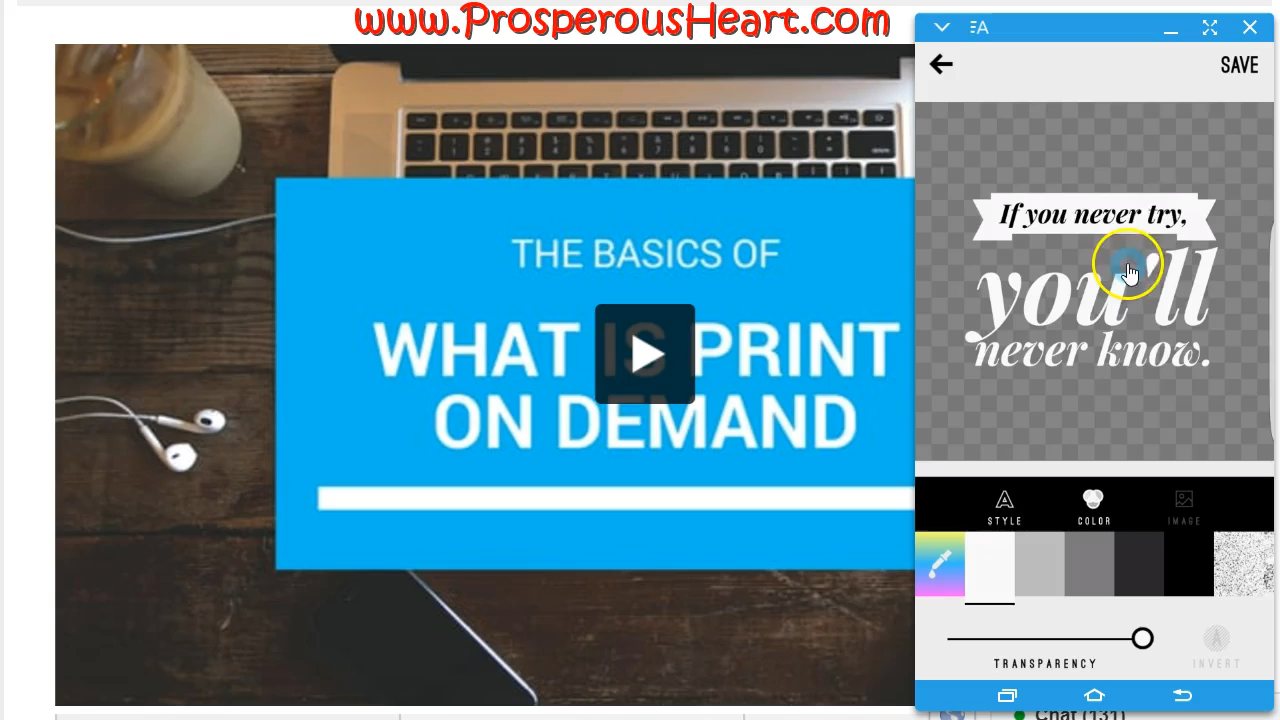 www.ProsperousHeart.com
THE BASICS OF
WHAT IS PRINT
ON DEMAND
A
SAVE
If you never try,
you'll
never know.
STYLE
COLOR
IMAGE
TRANSPARENCY
INVERT
Chat (131)